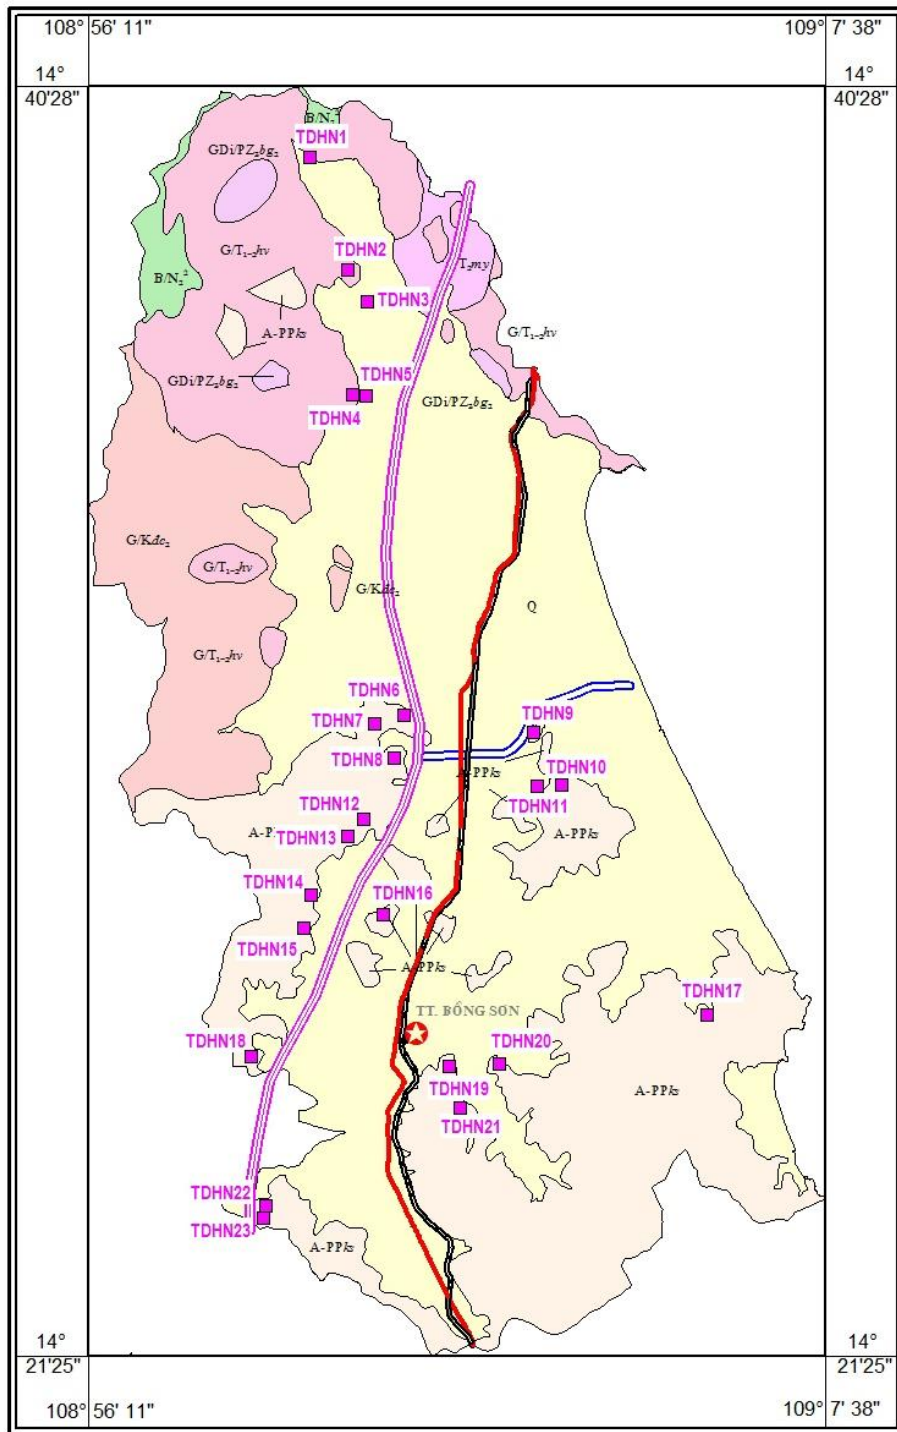 108° 56' 11"
109° 7' 38"
14°
14°
40'28"
40'28"
B/N₂
TDHN1
GDi/PZ₂bg₂
TDHN2
G/T₁₋₂hv
T₂my
B/N₂²
TDHN3
G/T₁₋₂hv
A-PPks
GDi/PZ₂bg₂
TDHN5
GDi/PZ₂bg₂
TDHN4
G/Kđc₂
G/T₁₋₂hv
G/Kđc₂
Q
G/T₁₋₂hv
TDHN6
TDHN7
TDHN9
TDHN8
A-PPks
TDHN10
TDHN12
TDHN11
TDHN13
A-PPks
TDHN14
TDHN16
TDHN15
A-PPks
TT. BỒNG SƠN
TDHN17
TDHN18
TDHN20
TDHN19
A-PPks
TDHN21
TDHN22
TDHN23
A-PPks
14°
14°
21'25"
21'25"
108° 56' 11"
109° 7' 38"